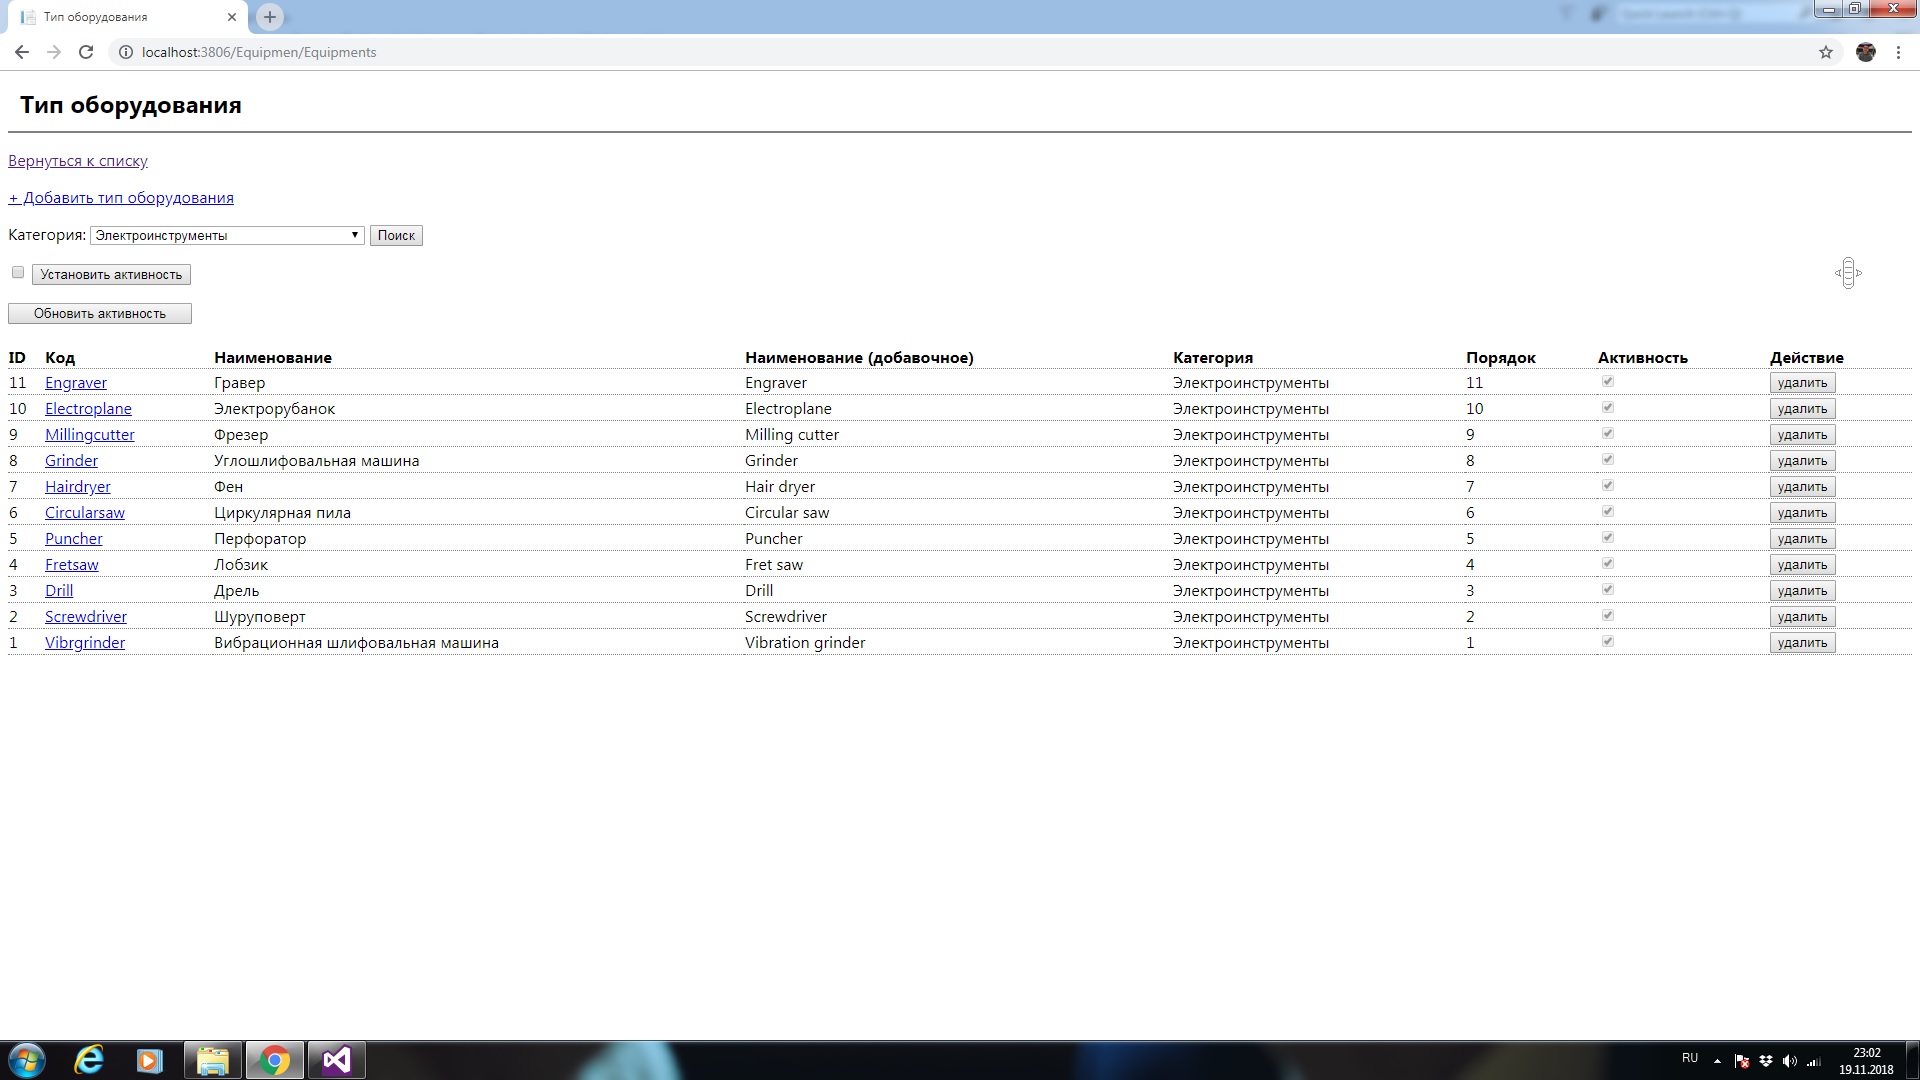 Тип оборудования
localhost:3806/Equipmen/Equipments
Тип оборудования
Вернуться к списку
+ Добавить тип оборудования
Категория: Электроинструменты Поиск
Установить активность
Обновить активность
ID Код Наименование Наименование (добавочное) Категория Порядок Активность Действие
11 Engraver Гравер Engraver Электроинструменты 11 удалить
10 Electroplane Электрорубанок Electroplane Электроинструменты 10 удалить
9 Millingcutter Фрезер Milling cutter Электроинструменты 9 удалить
8 Grinder Углошлифовальная машина Grinder Электроинструменты 8 удалить
7 Hairdryer Фен Hair dryer Электроинструменты 7 удалить
6 Circularsaw Циркулярная пила Circular saw Электроинструменты 6 удалить
5 Puncher Перфоратор Puncher Электроинструменты 5 удалить
4 Fretsaw Лобзик Fret saw Электроинструменты 4 удалить
3 Drill Дрель Drill Электроинструменты 3 удалить
2 Screwdriver Шуруповерт Screwdriver Электроинструменты 2 удалить
1 Vibrgrinder Вибрационная шлифовальная машина Vibration grinder Электроинструменты 1 удалить
RU
23:02
19.11.2018